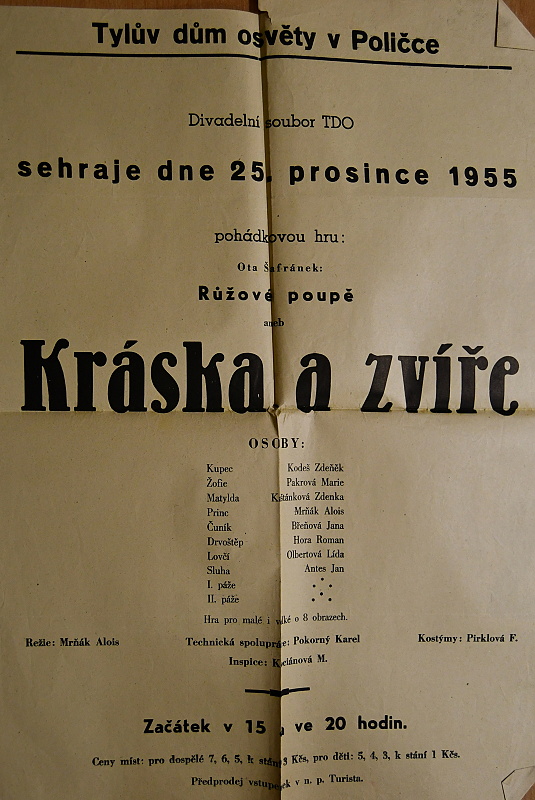 Tylův dům osvěty v Poličce
Divadelní soubor TDO
sehraje dne 25. prosince 1955
pohádkovou hru:
Ota Šafránek:
Růžové poupě
aneb
Kráska a zvíře
OSOBY:
Kupec Kodeš Zdeněk
Žofie Pakrová Marie
Matylda Zdenka
Princ Mrňák Alois
Čuník Břeňová Jana
Drvoštěp Hora Roman
Lovčí Olbertová Lída
Sluha Antes Jan
I. páže
II. páže
Hra pro malé i velké o 8 obrazech.
Režie: Mrňák Alois Technická spolupráce: Pokorný Karel Kostýmy: Pirklová F.
Inspice: M.
Začátek v 15 a ve 20 hodin.
Ceny míst: pro dospělé 7, 6, 5, k stání 3 Kčs, pro děti: 5, 4, 3, k stání 1 Kčs.
Předprodej vstupenek v n. p. Turista.